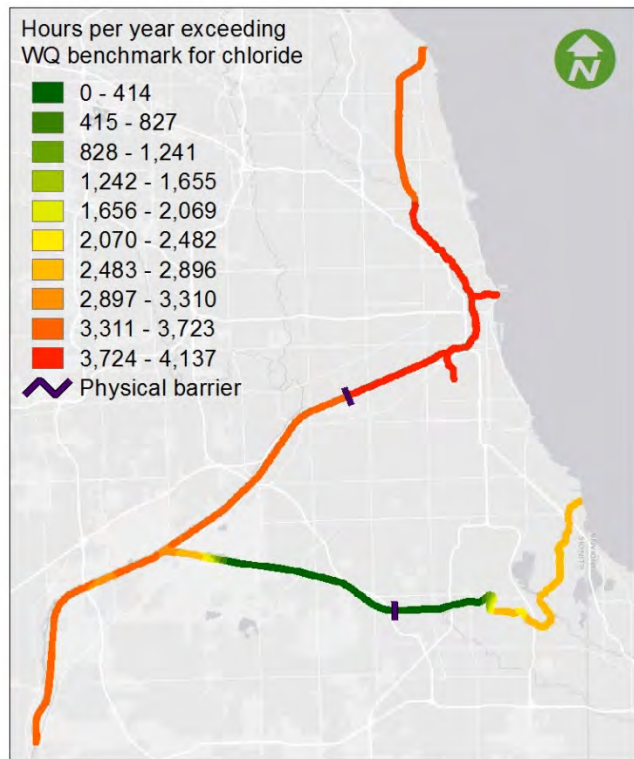 Hours per year exceeding
WQ benchmark for chloride
0 - 414
415 - 827
828 - 1,241
1,242 - 1,655
1,656 - 2,069
2,070 - 2,482
2,483 - 2,896
2,897 - 3,310
3,311 - 3,723
3,724 - 4,137
Physical barrier
N
ILLINOIS
INDIANA